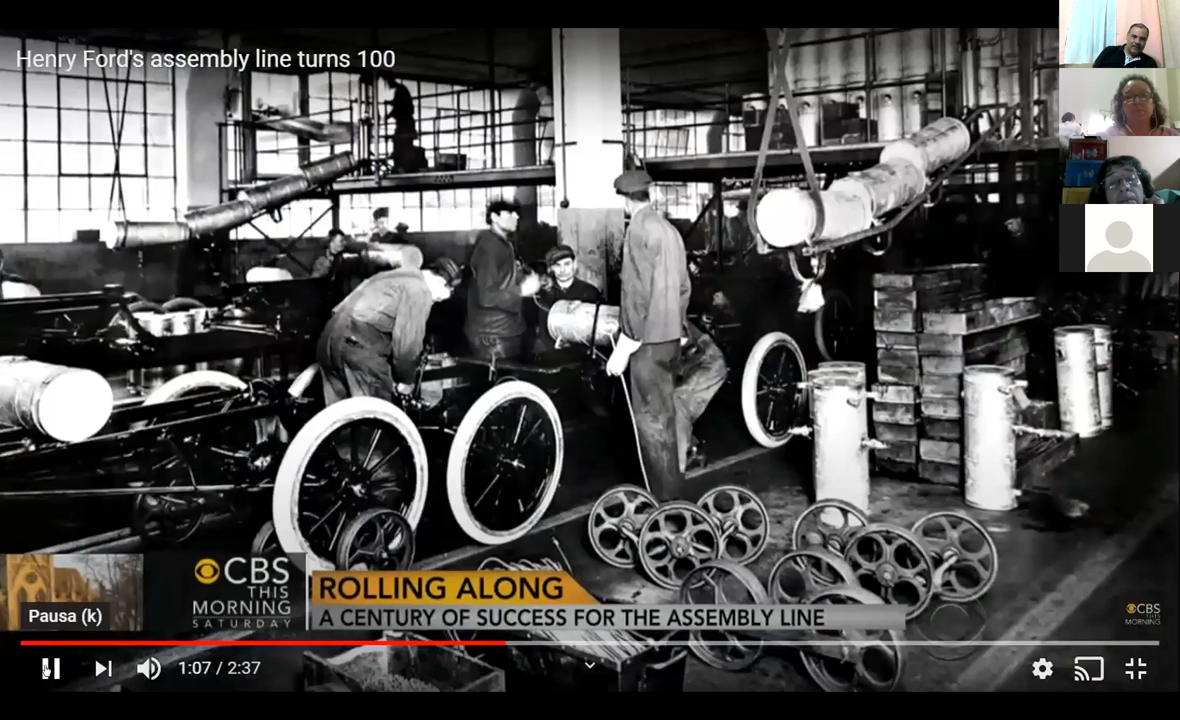 Henry Ford's assembly line turns 100
CBS
THIS
MORNING
SATURDAY
ROLLING ALONG
A CENTURY OF SUCCESS FOR THE ASSEMBLY LINE
CBS
THIS
MORNING
Pausa (k)
1:07 / 2:37